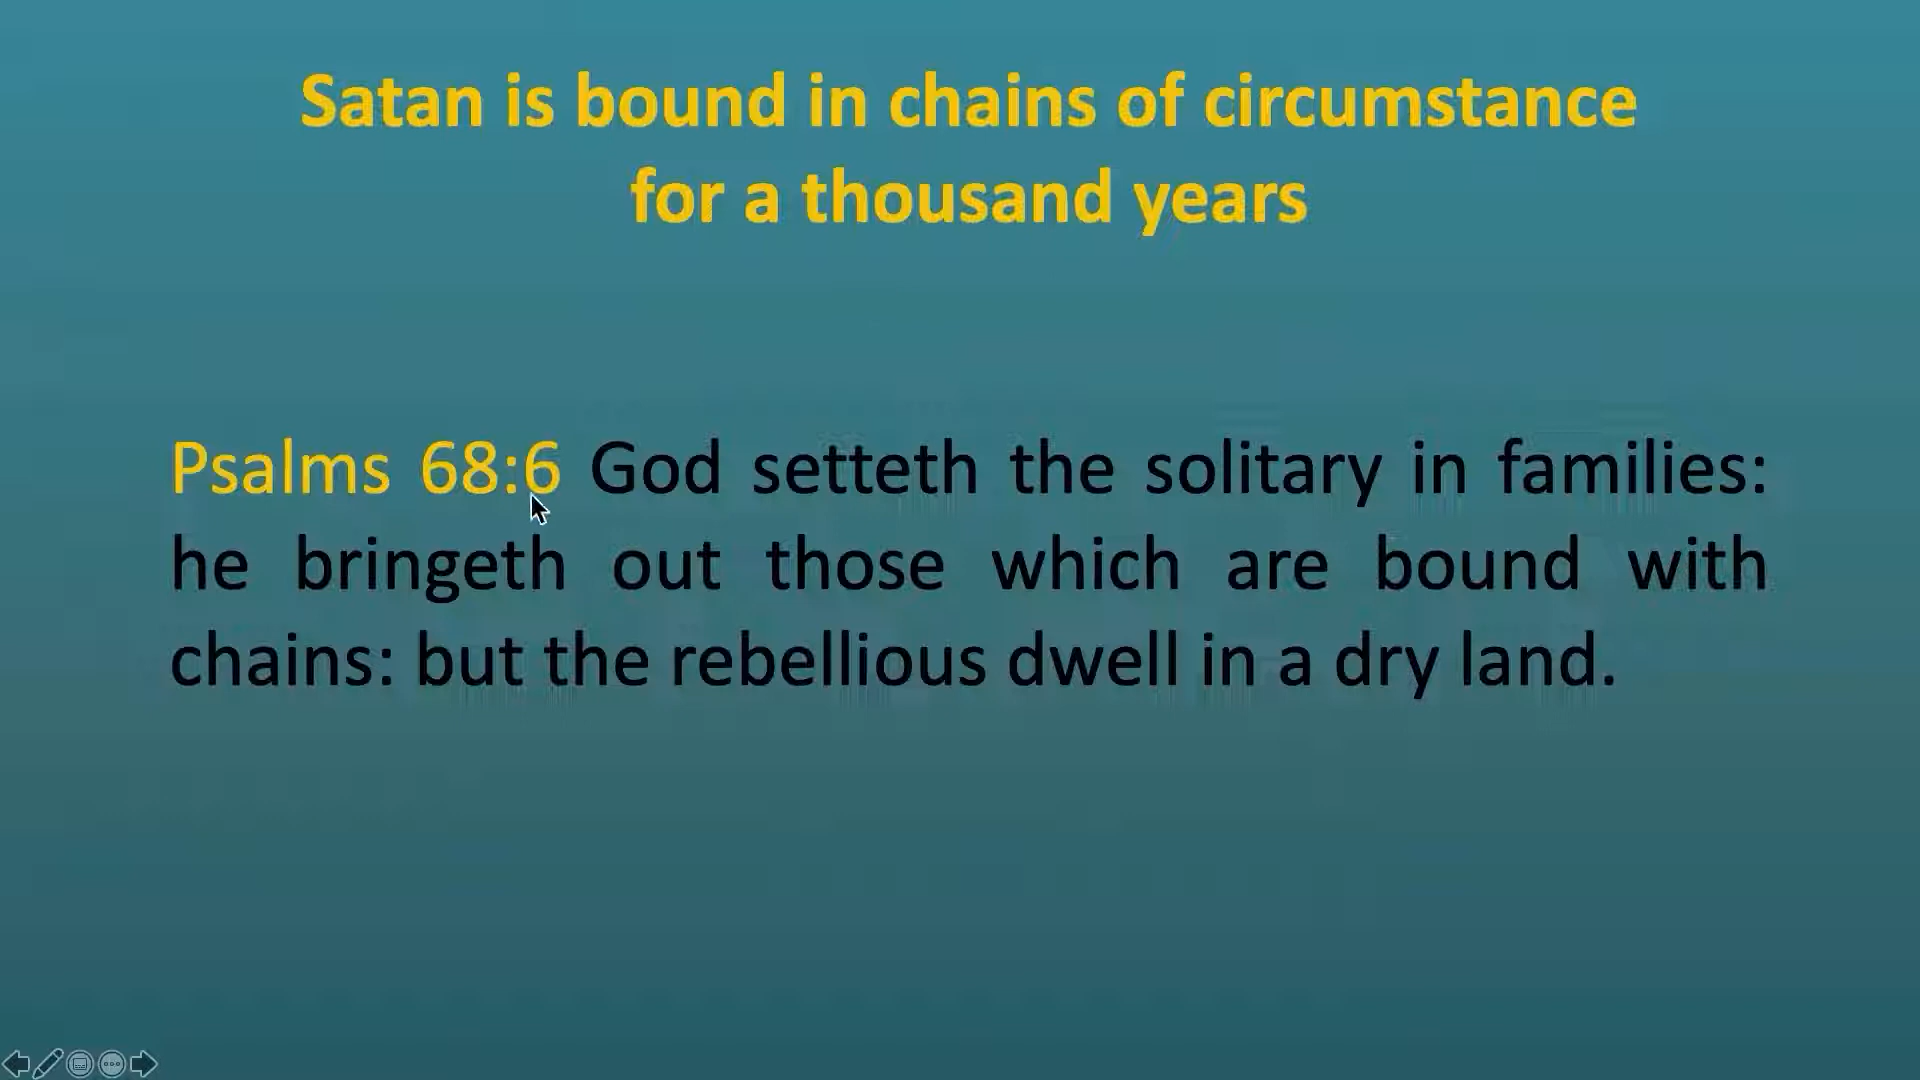 Satan is bound in chains of circumstance
for a thousand years
Psalms 68:6 God setteth the solitary in families:
he bringeth out those which are bound with
chains: but the rebellious dwell in a dry land.